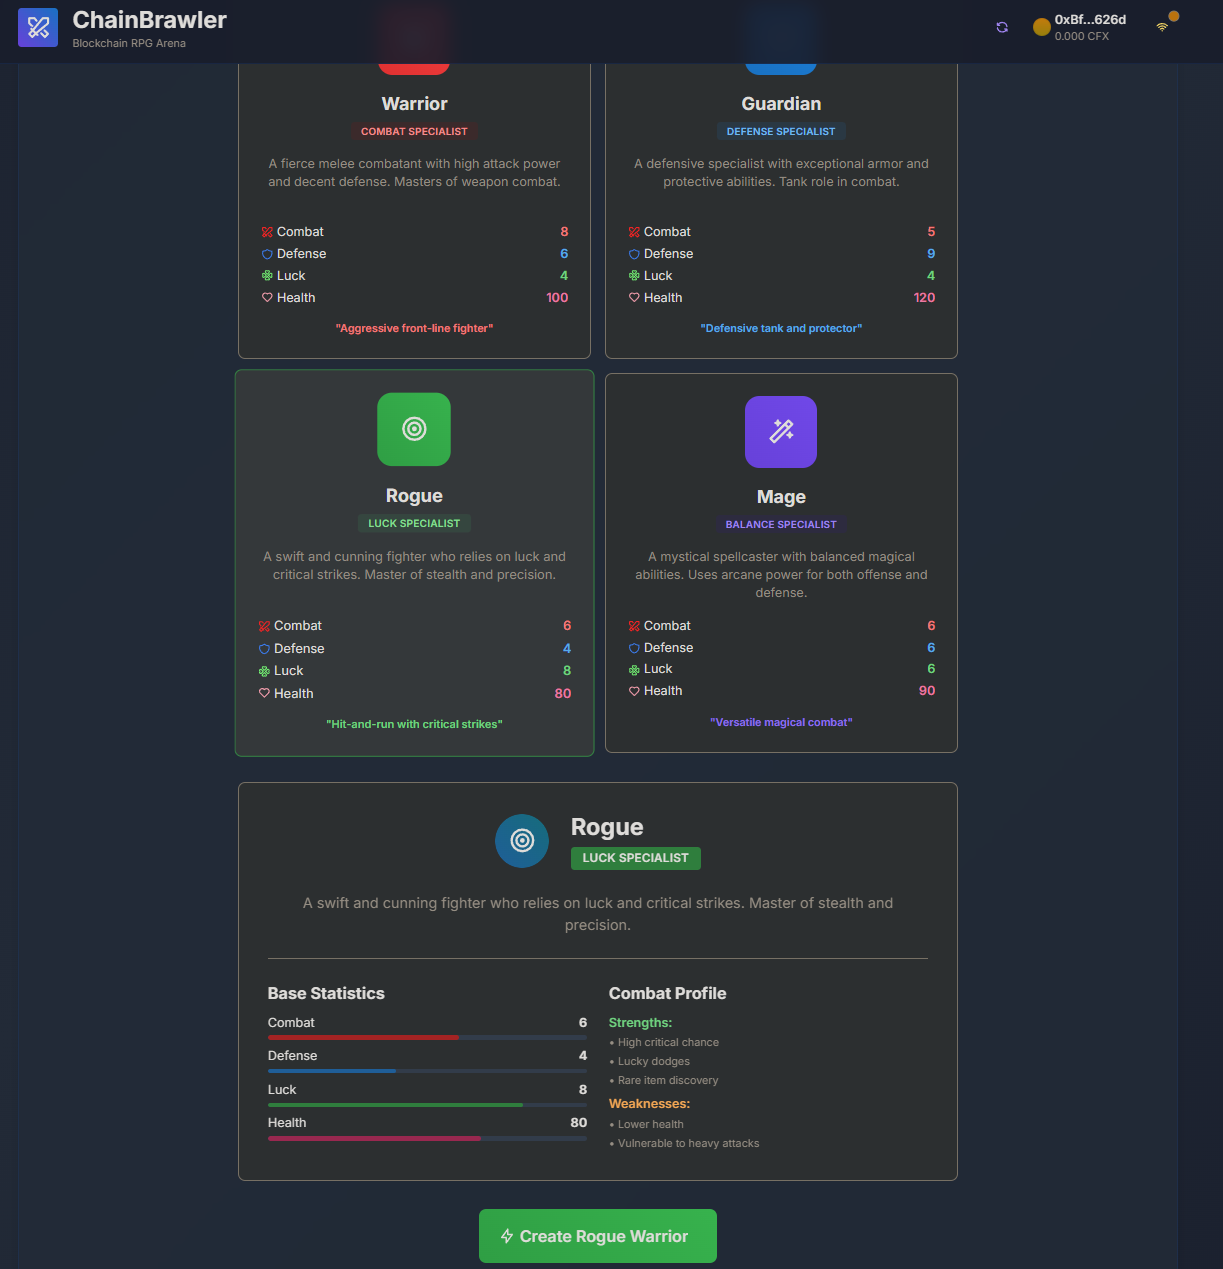 ChainBrawler
Blockchain RPG Arena
0xBf...626d
0.000 CFX
Warrior
COMBAT SPECIALIST
A fierce melee combatant with high attack power
and decent defense. Masters of weapon combat.
Combat 8
Defense 6
Luck 4
Health 100
"Aggressive front-line fighter"
Guardian
DEFENSE SPECIALIST
A defensive specialist with exceptional armor and
protective abilities. Tank role in combat.
Combat 5
Defense 9
Luck 4
Health 120
"Defensive tank and protector"
Rogue
LUCK SPECIALIST
A swift and cunning fighter who relies on luck and
critical strikes. Master of stealth and precision.
Combat 6
Defense 4
Luck 8
Health 80
"Hit-and-run with critical strikes"
Mage
BALANCE SPECIALIST
A mystical spellcaster with balanced magical
abilities. Uses arcane power for both offense and
defense.
Combat 6
Defense 6
Luck 6
Health 90
"Versatile magical combat"
Rogue
LUCK SPECIALIST
A swift and cunning fighter who relies on luck and critical strikes. Master of stealth and
precision.
Base Statistics
Combat 6
Defense 4
Luck 8
Health 80
Combat Profile
Strengths:
• High critical chance
• Lucky dodges
• Rare item discovery
Weaknesses:
• Lower health
• Vulnerable to heavy attacks
Create Rogue Warrior